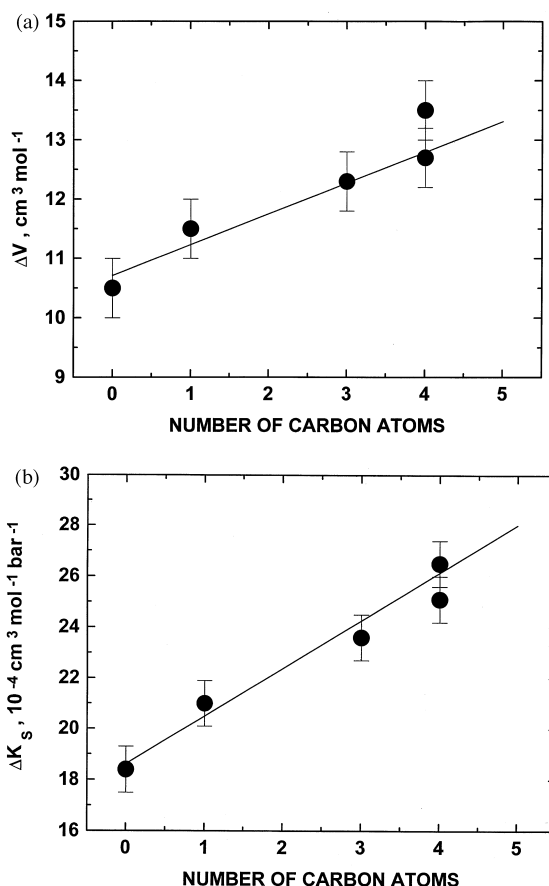 (a)
15
14
13
12
11
10
9
ΔV , cm ³ mol ⁻¹
0 1 2 3 4 5
NUMBER OF CARBON ATOMS
(b)
30
28
26
24
22
20
18
16
ΔK S , 10 ⁻⁴ cm ³ mol ⁻¹ bar ⁻¹
0 1 2 3 4 5
NUMBER OF CARBON ATOMS